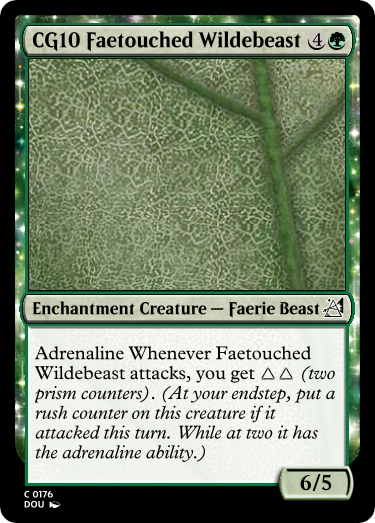 CG10 Faetouched Wildebeast 4
Enchantment Creature — Faerie Beast
Adrenaline Whenever Faetouched
Wildebeast attacks, you get △ △ (two
prism counters). (At your endstep, put a
rush counter on this creature if it
attacked this turn. While at two it has
the adrenaline ability.)
6/5
C 0176
DOU